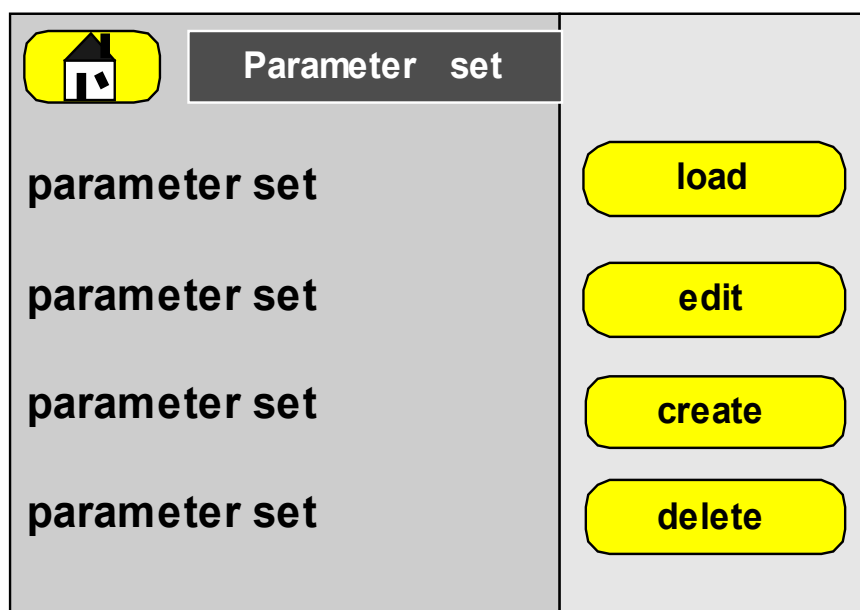 Parameter set
parameter set load
parameter set edit
parameter set create
parameter set delete